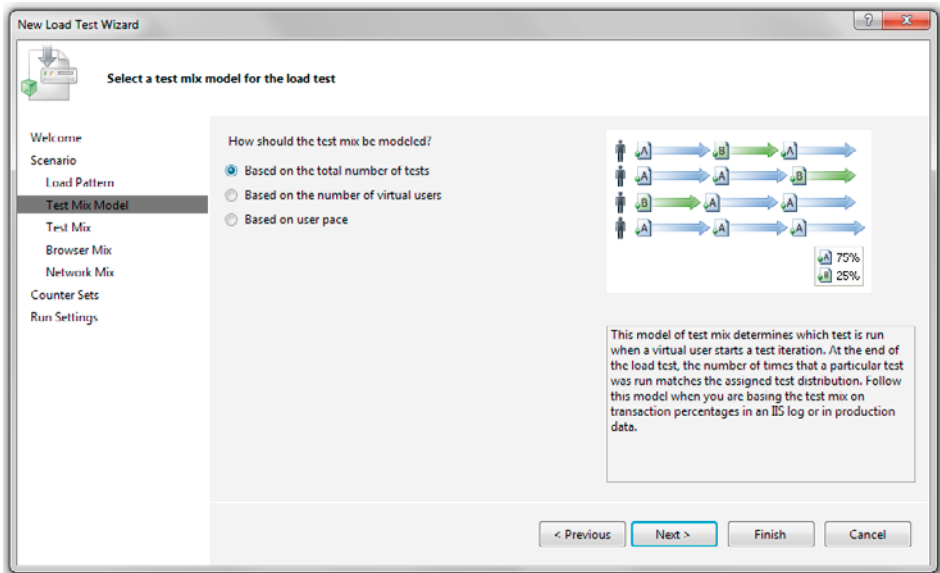 New Load Test Wizard
?
Select a test mix model for the load test
Welcome
Scenario
Load Pattern
Test Mix Model
Test Mix
Browser Mix
Network Mix
Counter Sets
Run Settings
How should the test mix be modeled?
Based on the total number of tests
Based on the number of virtual users
Based on user pace
A B A
A A B
B A A
A A A
A 75%
B 25%
This model of test mix determines which test is run
when a virtual user starts a test iteration. At the end of
the load test, the number of times that a particular test
was run matches the assigned test distribution. Follow
this model when you are basing the test mix on
transaction percentages in an IIS log or in production
data.
< Previous
Next >
Finish
Cancel